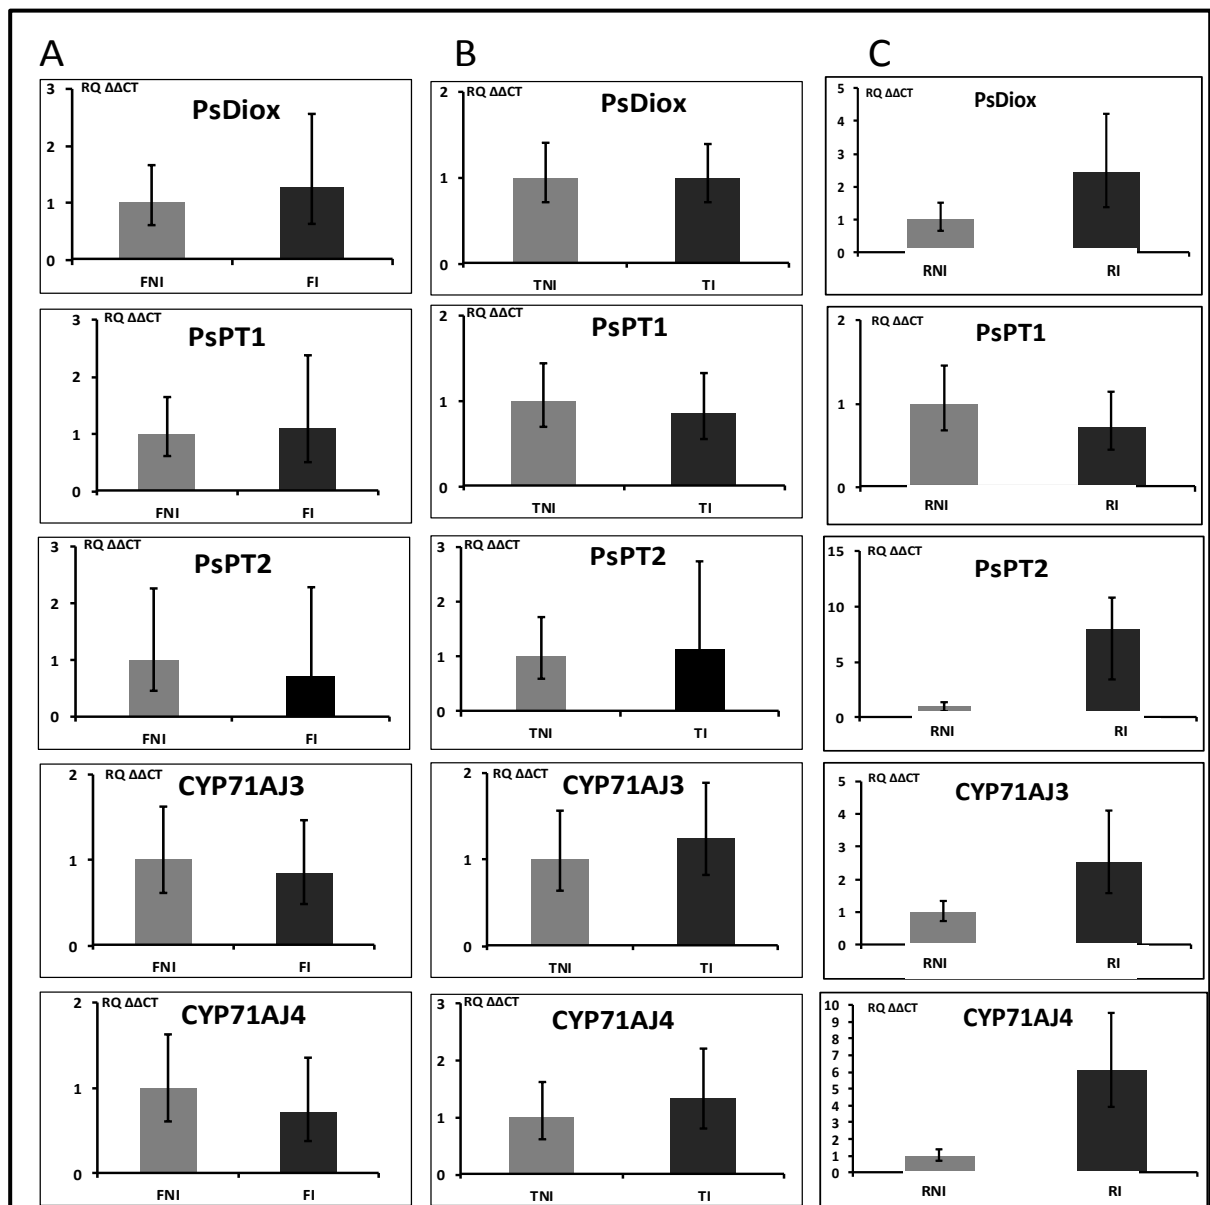 A
B
C
RQ ΔΔCT
PsDiox
3
2
1
0
FNI
FI
RQ ΔΔCT
PsDiox
2
1
0
TNI
TI
RQ ΔΔCT
PsDiox
5
4
3
2
1
0
RNI
RI
RQ ΔΔCT
PsPT1
3
2
1
0
FNI
FI
RQ ΔΔCT
PsPT1
2
1
0
TNI
TI
RQ ΔΔCT
PsPT1
2
1
0
RNI
RI
RQ ΔΔCT
PsPT2
3
2
1
0
FNI
FI
RQ ΔΔCT
PsPT2
3
2
1
0
TNI
TI
RQ ΔΔCT
PsPT2
15
10
5
0
RNI
RI
RQ ΔΔCT
CYP71AJ3
2
1
0
FNI
FI
RQ ΔΔCT
CYP71AJ3
2
1
0
TNI
TI
RQ ΔΔCT
CYP71AJ3
5
4
3
2
1
0
RNI
RI
RQ ΔΔCT
CYP71AJ4
2
1
0
FNI
FI
RQ ΔΔCT
CYP71AJ4
3
2
1
0
TNI
TI
RQ ΔΔCT
CYP71AJ4
10
9
8
7
6
5
4
3
2
1
0
RNI
RI